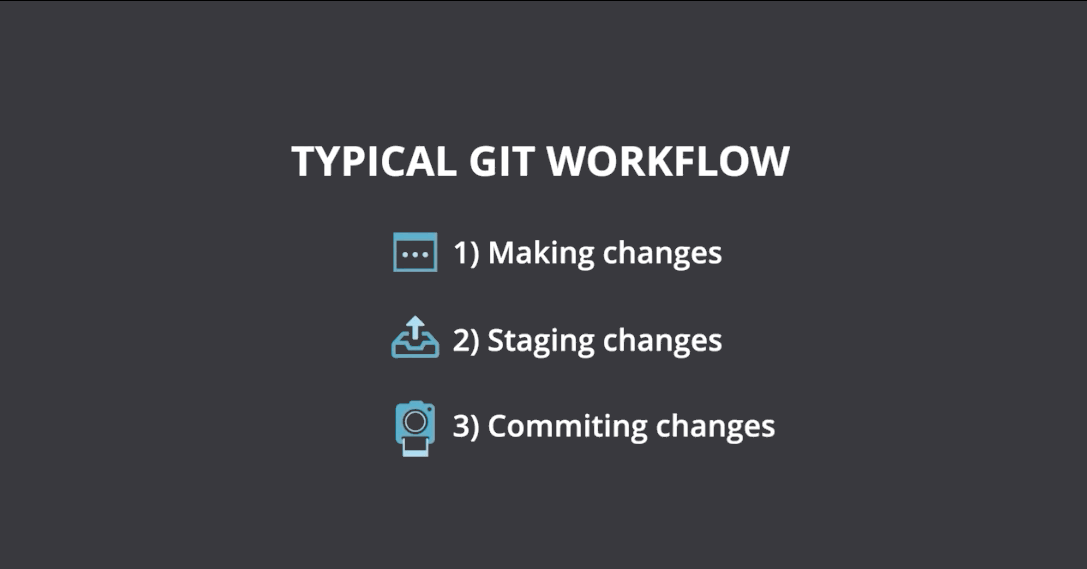 TYPICAL GIT WORKFLOW
1) Making changes
2) Staging changes
3) Commiting changes